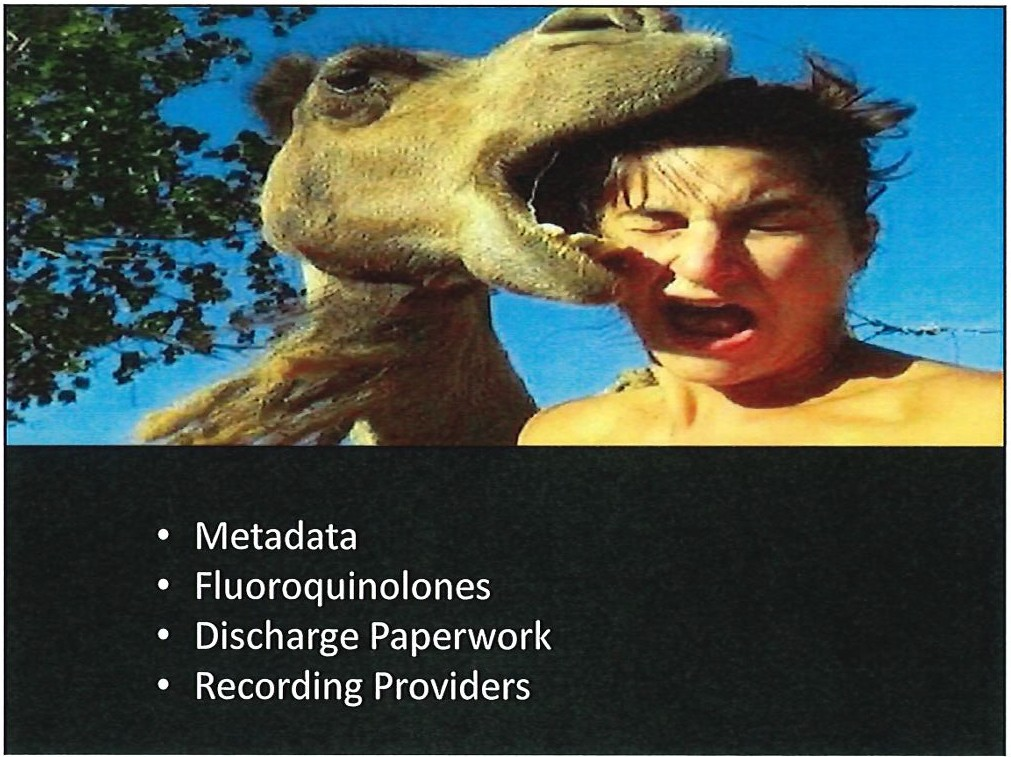 • Metadata
• Fluoroquinolones
• Discharge Paperwork
• Recording Providers